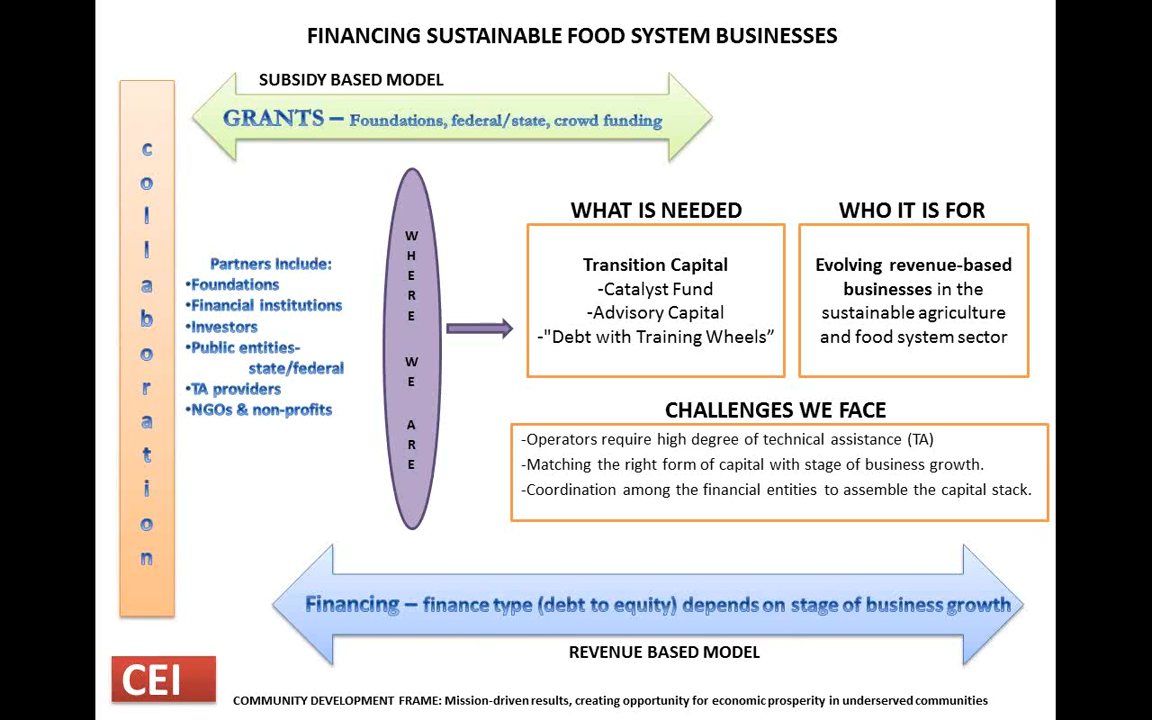 FINANCING SUSTAINABLE FOOD SYSTEM BUSINESSES
SUBSIDY BASED MODEL
GRANTS – Foundations, federal/state, crowd funding
collaboration
Partners Include:
•Foundations
•Financial institutions
•Investors
•Public entities-
state/federal
•TA providers
•NGOs & non-profits
WHERE WE ARE
WHAT IS NEEDED
Transition Capital
-Catalyst Fund
-Advisory Capital
-"Debt with Training Wheels”
WHO IT IS FOR
Evolving revenue-based
businesses in the
sustainable agriculture
and food system sector
CHALLENGES WE FACE
-Operators require high degree of technical assistance (TA)
-Matching the right form of capital with stage of business growth.
-Coordination among the financial entities to assemble the capital stack.
Financing – finance type (debt to equity) depends on stage of business growth
REVENUE BASED MODEL
CEI
COMMUNITY DEVELOPMENT FRAME: Mission-driven results, creating opportunity for economic prosperity in underserved communities